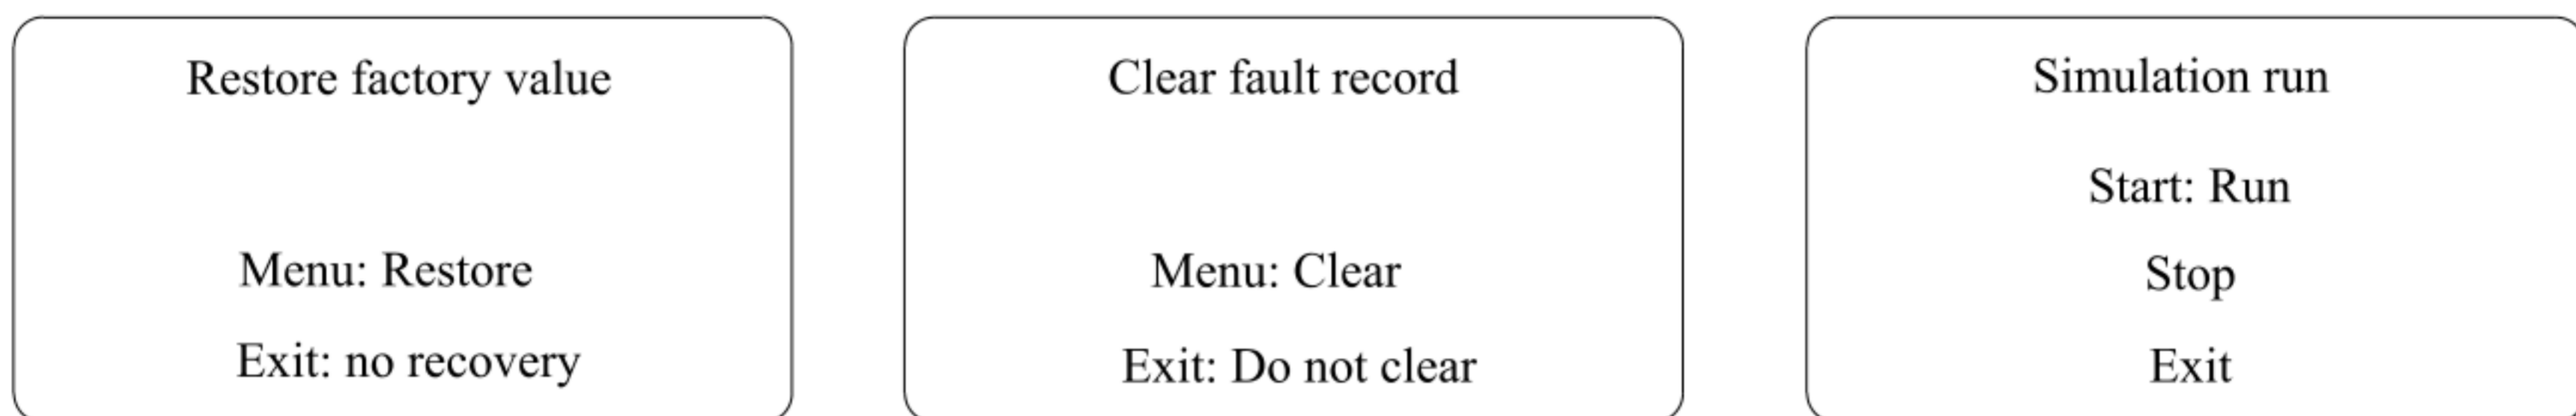 Restore factory value
Menu: Restore
Exit: no recovery
Clear fault record
Menu: Clear
Exit: Do not clear
Simulation run
Start: Run
Stop
Exit